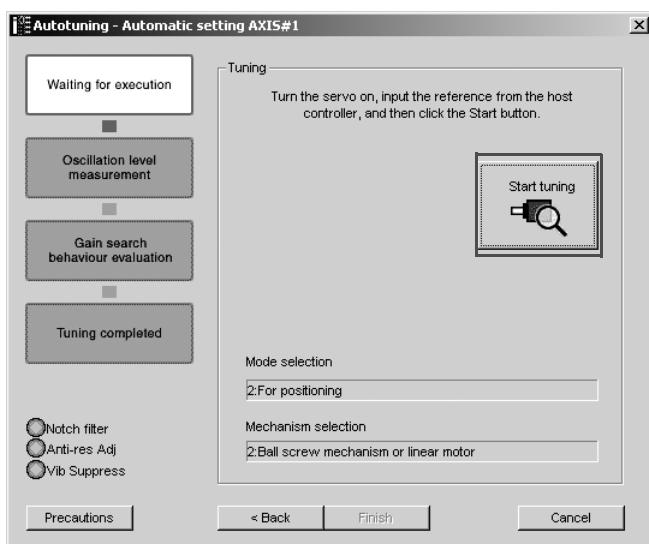 Autotuning - Automatic setting AXIS#1
Waiting for execution
Oscillation level
measurement
Gain search
behaviour evaluation
Tuning completed
Notch filter
Anti-res Adj
Vib Suppress
Tuning
Turn the servo on, input the reference from the host
controller, and then click the Start button.
Start tuning
Mode selection
2:For positioning
Mechanism selection
2:Ball screw mechanism or linear motor
Precautions
< Back
Finish
Cancel